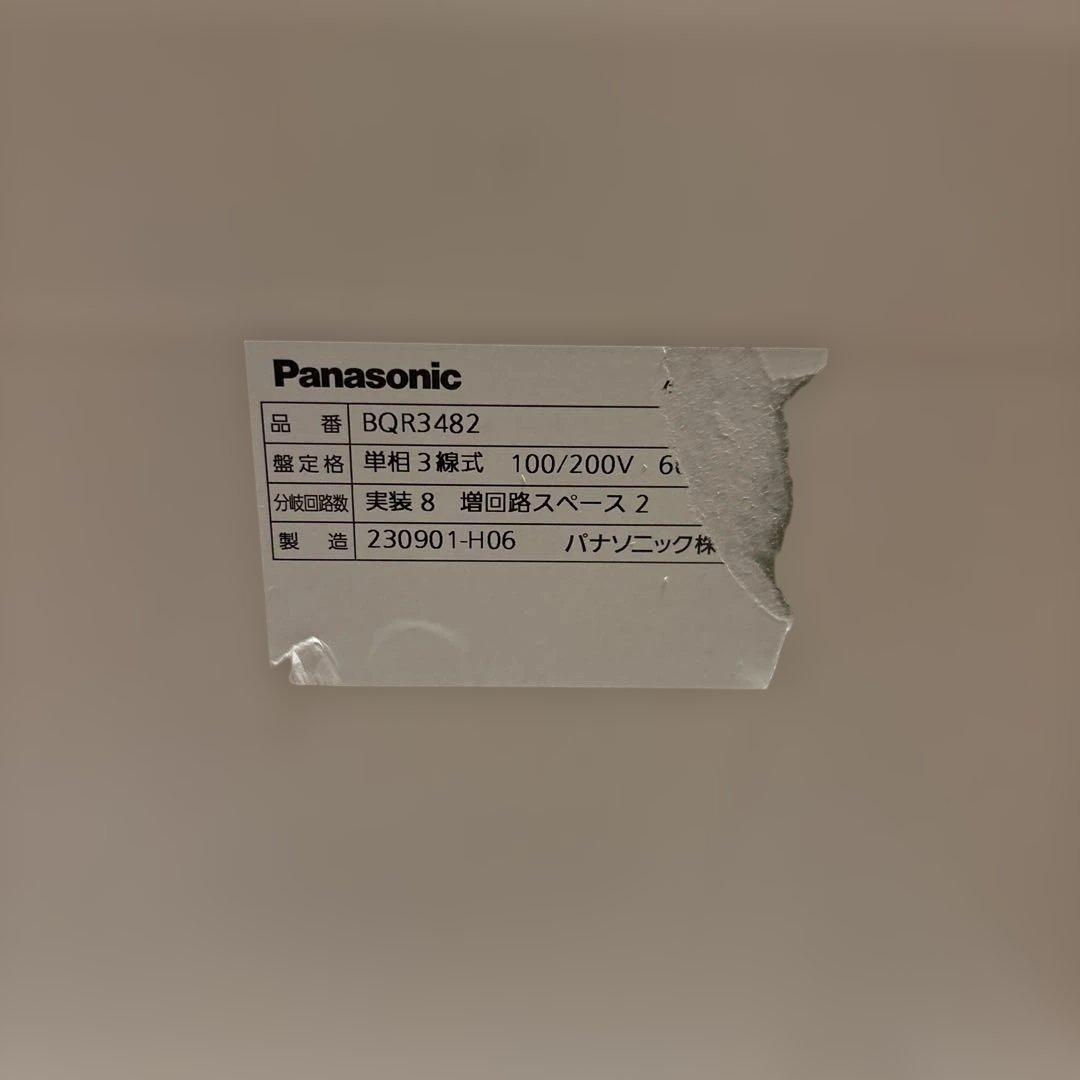 Panasonic
品番 BQR3482
盤定格 単相3線式 100/200V
分岐回路数 実装8 増回路スペース2
製造 230901-H06 パナソニック株